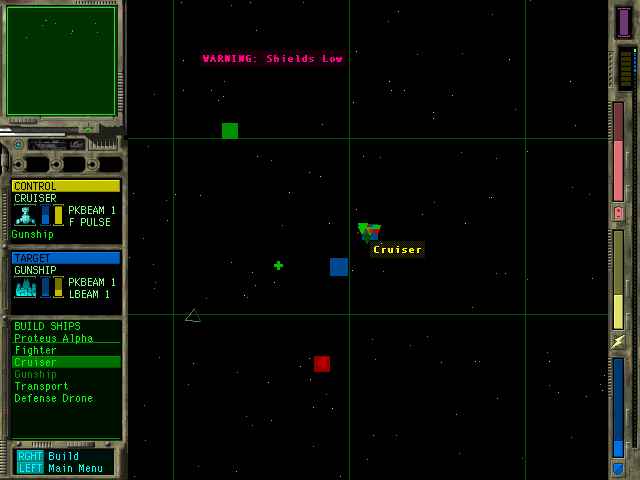 WARNING: Shields Low
CONTROL
CRUISER
PKBEAM 1
F PULSE
Gunship
Cruiser
TARGET
GUNSHIP
PKBEAM 1
LBEAM 1
BUILD SHIPS
Proteus Alpha
Fighter
Cruiser
Gunship
Transport
Defense Drone
RGHT Build
LEFT Main Menu